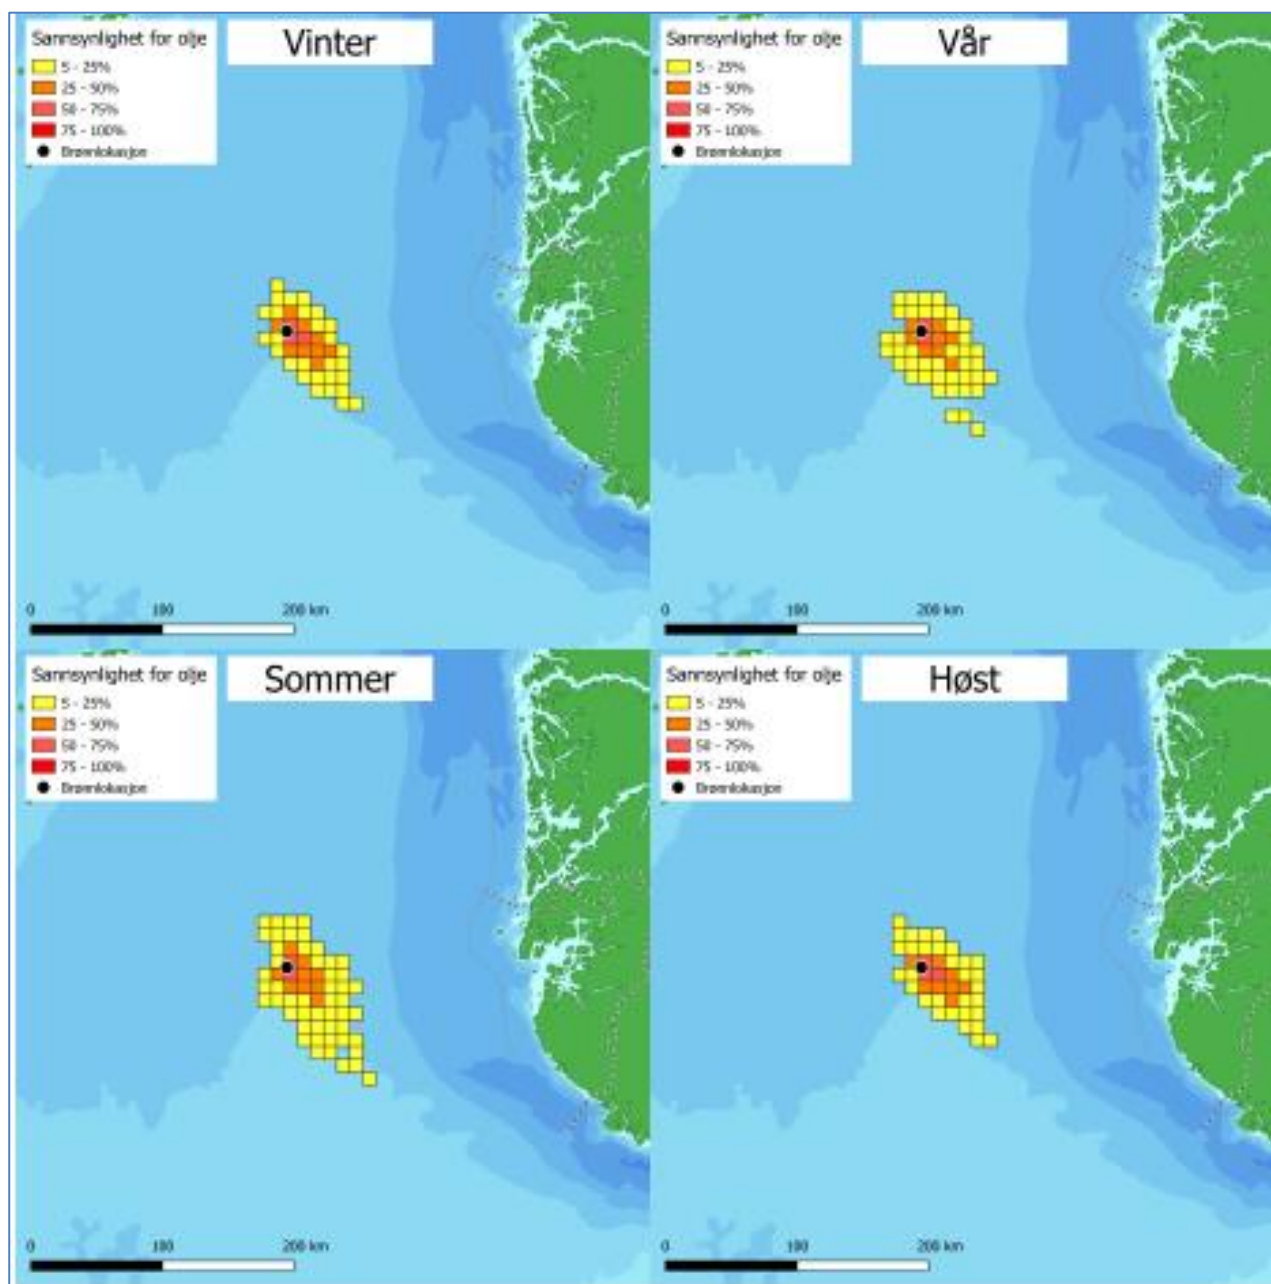 Sannsynlighet for olje
5 - 25%
25 - 50%
50 - 75%
75 - 100%
Brønnlokasjon
Vinter
0 100 200 km
Sannsynlighet for olje
5 - 25%
25 - 50%
50 - 75%
75 - 100%
Brønnlokasjon
Vår
0 100 200 km
Sannsynlighet for olje
5 - 25%
25 - 50%
50 - 75%
75 - 100%
Brønnlokasjon
Sommer
0 100 200 km
Sannsynlighet for olje
5 - 25%
25 - 50%
50 - 75%
75 - 100%
Brønnlokasjon
Høst
0 100 200 km